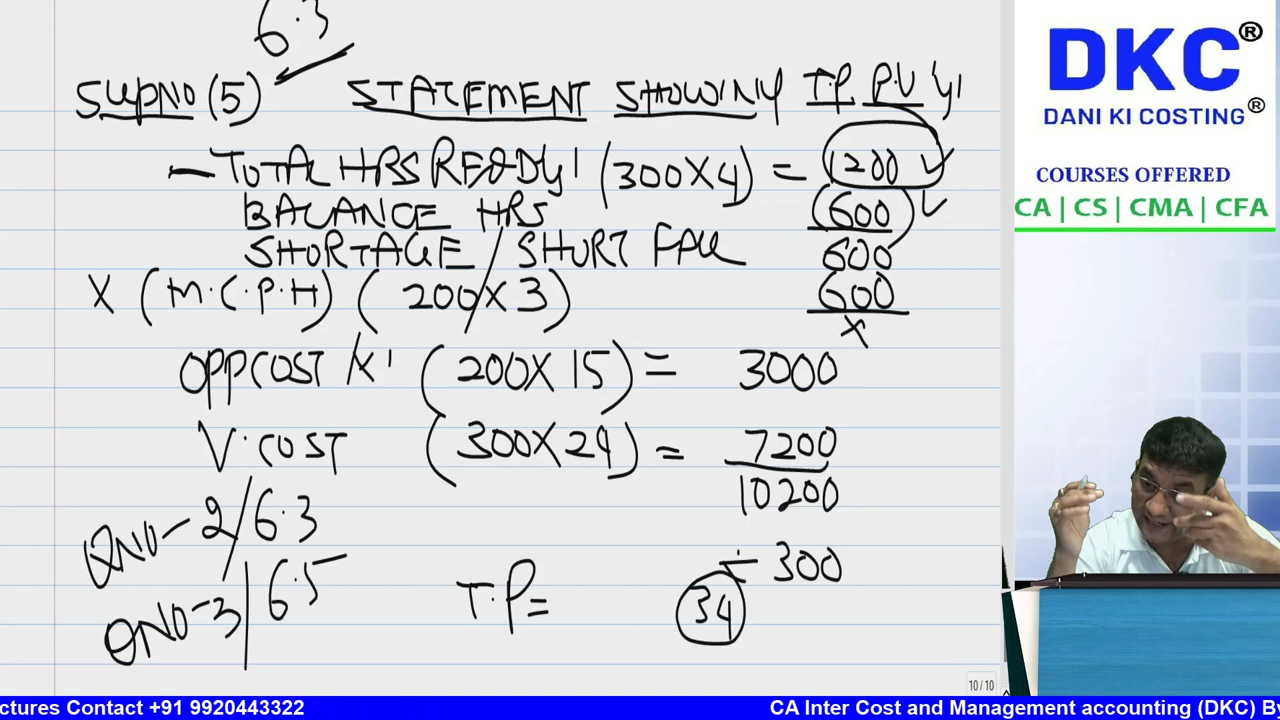 6.3
SUPNO (5) STATEMENT SHOWING T.P. P.U 'Y'
- TOTAL HRS READY' (300X4) = 1200
BALANCE HRS (600)
SHORTAGE / SHORT FALL 600
X (M.C.P.H) (200X3) 600
X
OPP COST 'X' (200X15) = 3000
V.COST (300X24) = 7200
10200
QNO-2/6.3
÷ 300
QNO-3/6.5
T.P= 34
10/10
DKC®
DANI KI COSTING®
COURSES OFFERED
CA | CS | CMA | CFA
ctures Contact +91 9920443322 CA Inter Cost and Management accounting (DKC) By